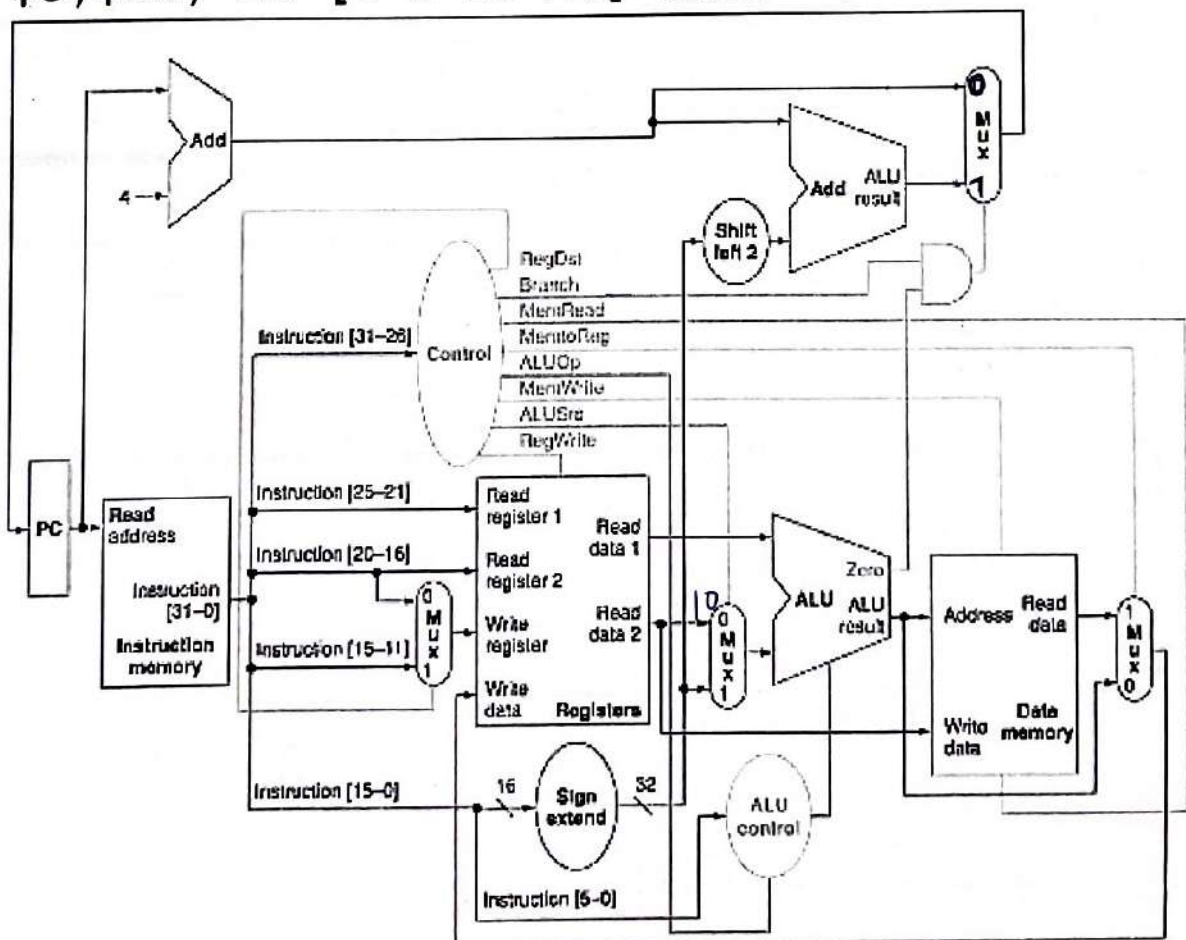 0
M
u
x
1
Add
4
Add
ALU
result
Shift
left 2
RegDst
Branch
MemRead
MemtoReg
ALUOp
MemWrite
ALUSrc
RegWrite
Instruction [31–26]
Control
PC
Read
address
Instruction
[31–0]
Instruction
memory
Instruction [25–21]
Instruction [20–16]
Instruction [15–11]
0
M
u
x
1
Read
register 1
Read
register 2
Write
register
Write
data
Read
data 1
Read
data 2
Registers
0
M
u
x
1
Zero
ALU
ALU
result
Address
Read
data
Write
data
Data
memory
1
M
u
x
0
Instruction [15–0]
16
Sign
extend
32
ALU
control
Instruction [5–0]